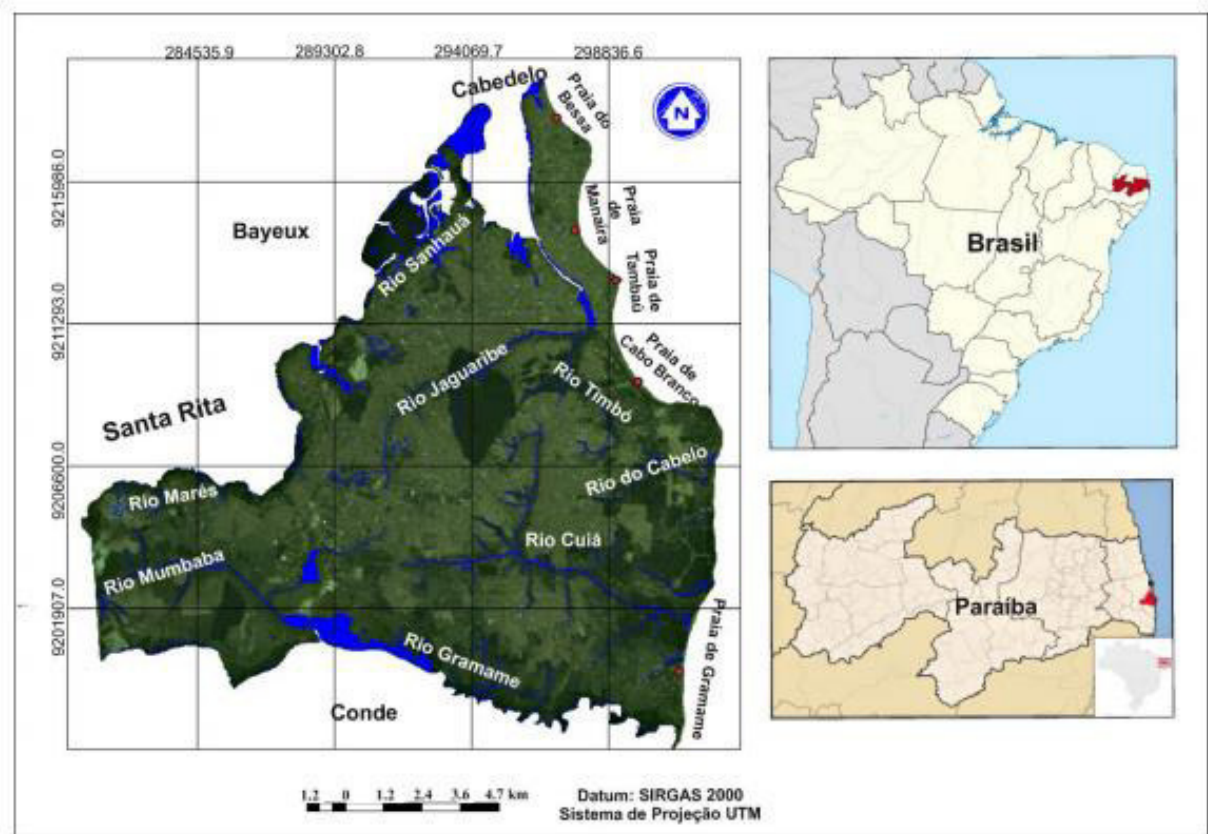 284535.9 289302.8 294069.7 298836.6
Cabedelo
Praia do
Bessa
N
9215986.0
Bayeux
Rio Sanhauá
Praia
de
Manaira
Praia de
Tambaú
Brasil
9211293.0
Praia de
Cabo Branco
Rio Jaguaribe
Rio Timbó
Santa Rita
9206600.0
Rio do Cabelo
Rio Marés
Rio Cuiá
Rio Mumbaba
9201907.0
Praia de Gramame
Rio Gramame
Conde
Paraíba
1.2 0 1.2 2.4 3.6 4.7 km
Datum: SIRGAS 2000
Sistema de Projeção UTM